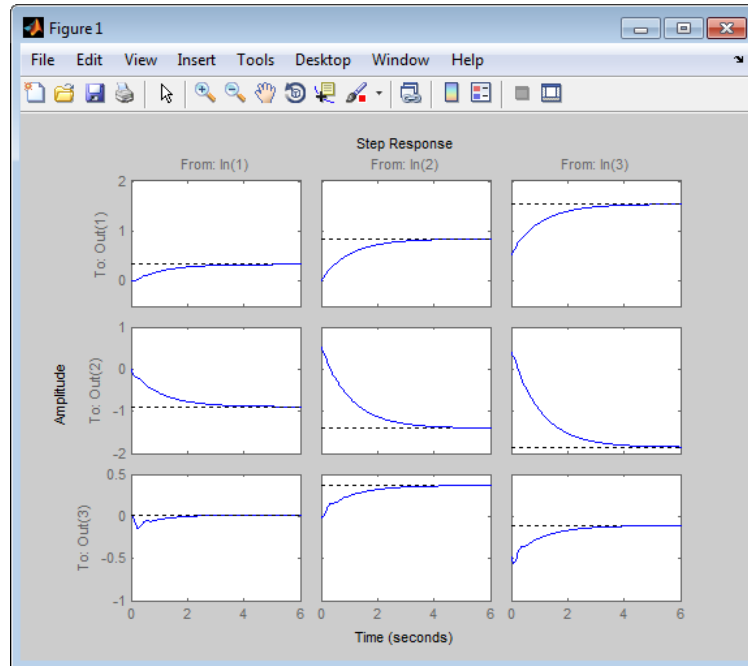 Figure 1
File Edit View Insert Tools Desktop Window Help
Step Response
From: In(1) From: In(2) From: In(3)
To: Out(1)
2
1
0
Amplitude
To: Out(2)
1
0
-1
-2
To: Out(3)
0.5
0
-0.5
-1
0 2 4 6 0 2 4 6 0 2 4 6
Time (seconds)